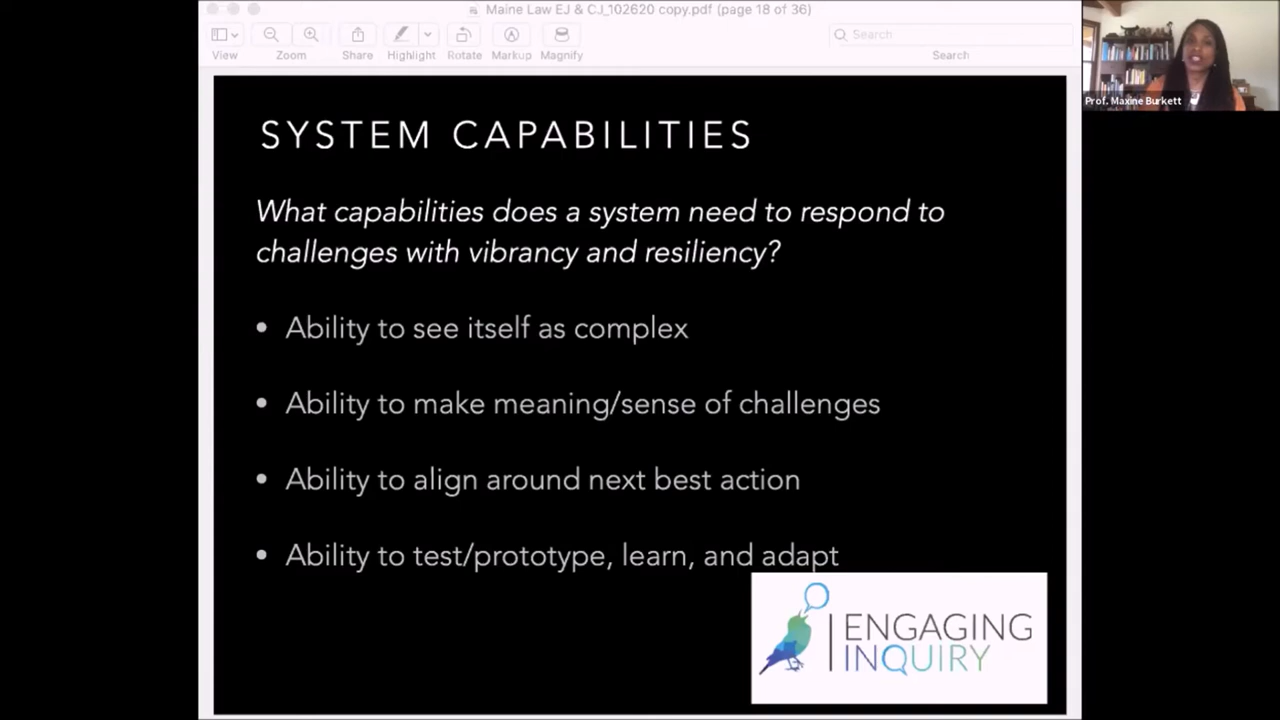 Maine Law EJ & CJ_102620 copy.pdf (page 18 of 36)
View
Zoom
Share
Highlight
Rotate
Markup
Magnify
Search
Search
Prof. Maxine Burkett
SYSTEM CAPABILITIES
What capabilities does a system need to respond to
challenges with vibrancy and resiliency?
• Ability to see itself as complex
• Ability to make meaning/sense of challenges
• Ability to align around next best action
• Ability to test/prototype, learn, and adapt
ENGAGING
INQUIRY